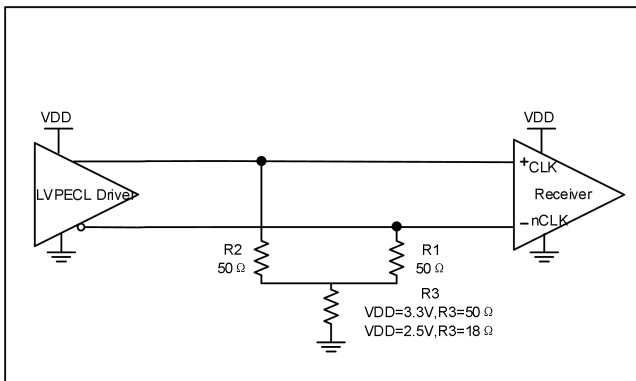 VDD
VDD
LVPECL Driver
+CLK
Receiver
−nCLK
R2
50 Ω
R1
50 Ω
R3
VDD=3.3V,R3=50 Ω
VDD=2.5V,R3=18 Ω